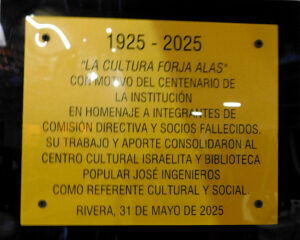 1925 - 2025
"LA CULTURA FORJA ALAS"
CON MOTIVO DEL CENTENARIO DE
LA INSTITUCIÓN
EN HOMENAJE A INTEGRANTES DE
COMISIÓN DIRECTIVA Y SOCIOS FALLECIDOS,
SU TRABAJO Y APORTE CONSOLIDARON AL
CENTRO CULTURAL ISRAELITA Y BIBLIOTECA
POPULAR JOSÉ INGENIEROS
COMO REFERENTE CULTURAL Y SOCIAL.
RIVERA, 31 DE MAYO DE 2025